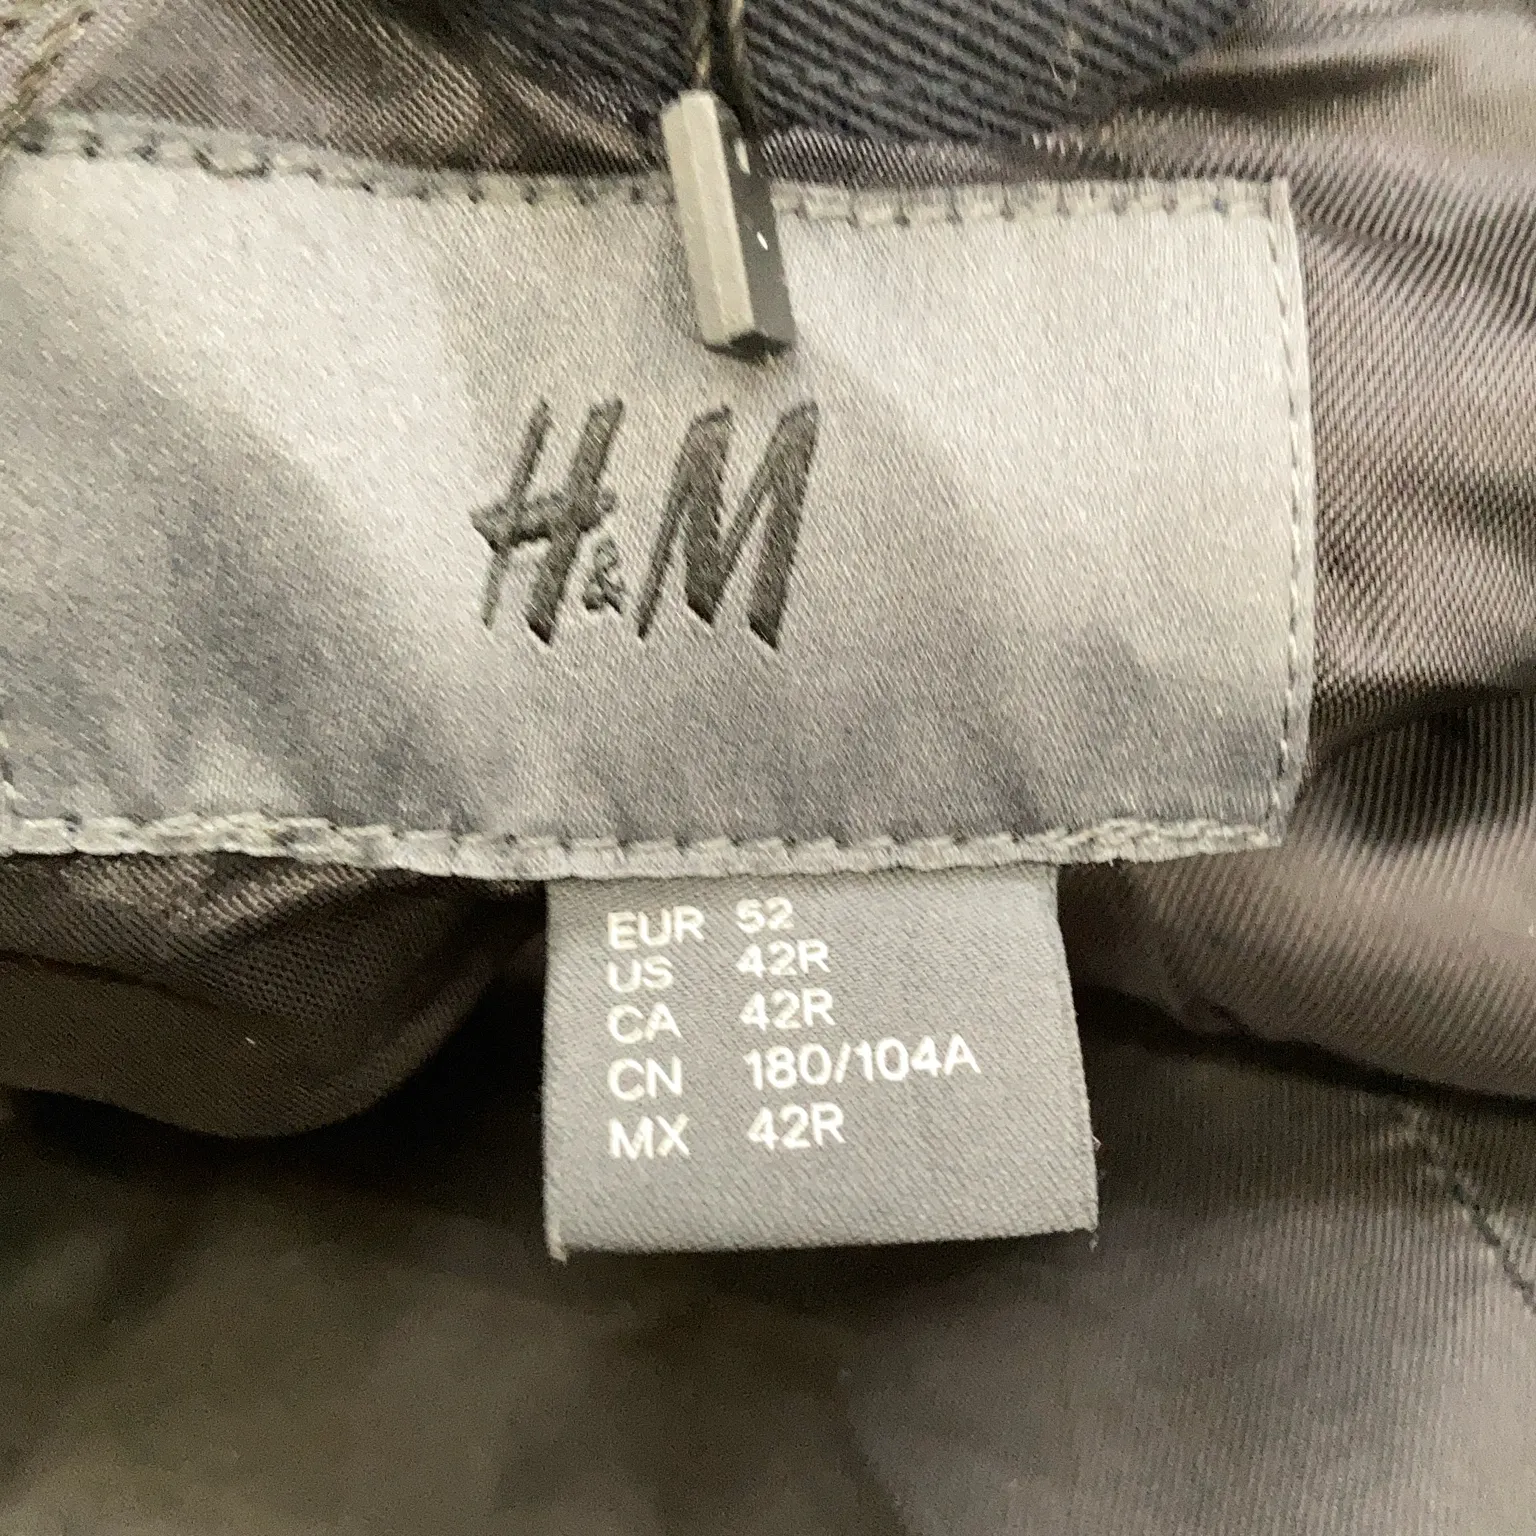 H&M
EUR 52
US 42R
CA 42R
CN 180/104A
MX 42R